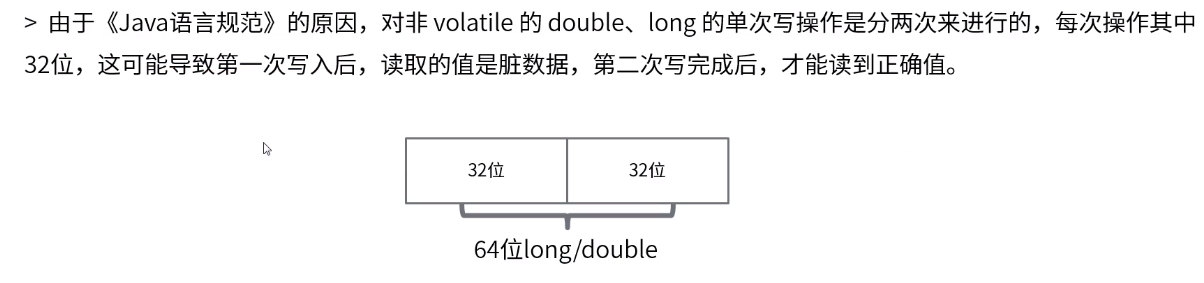 > 由于《Java语言规范》的原因，对非 volatile 的 double、long 的单次写操作是分两次来进行的，每次操作其中
32位，这可能导致第一次写入后，读取的值是脏数据，第二次写完成后，才能读到正确值。
32位 32位
64位long/double